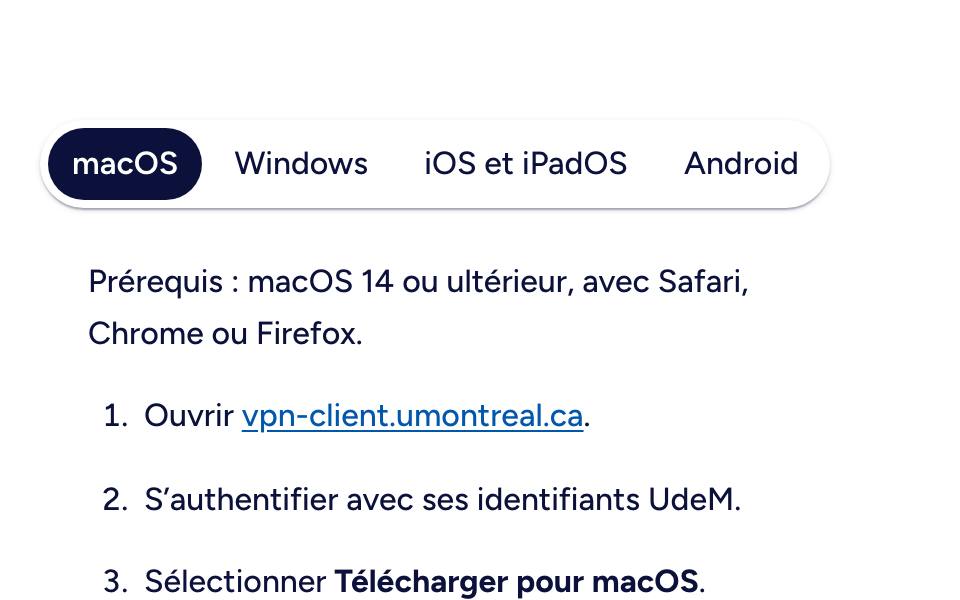 macOS Windows iOS et iPadOS Android
Prérequis : macOS 14 ou ultérieur, avec Safari,
Chrome ou Firefox.
1. Ouvrir vpn-client.umontreal.ca.
2. S’authentifier avec ses identifiants UdeM.
3. Sélectionner Télécharger pour macOS.